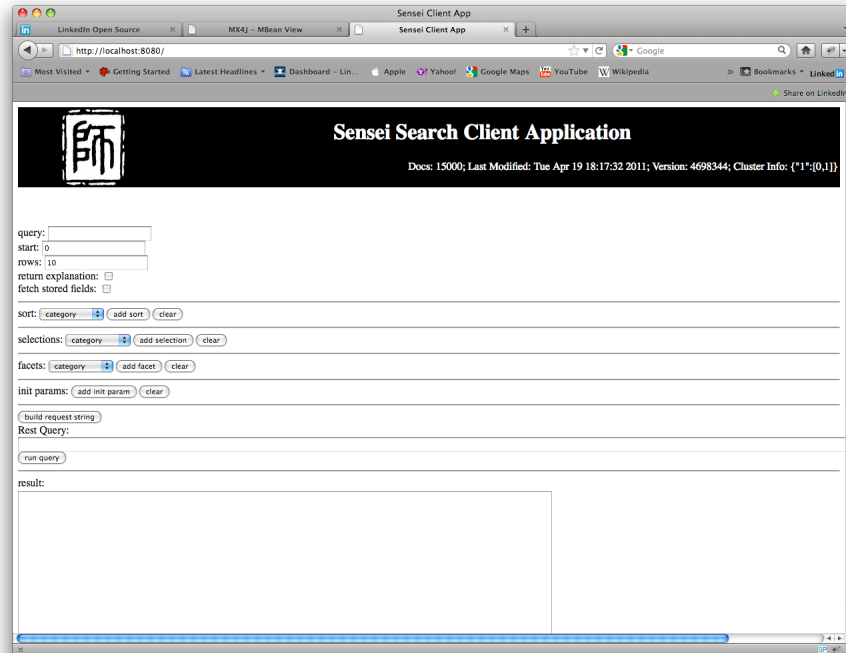 Sensei Client App
LinkedIn Open Source × MX4J – MBean View × Sensei Client App × +
http://localhost:8080/ Google
Most Visited Getting Started Latest Headlines Dashboard – Lin... Apple Yahoo! Google Maps YouTube Wikipedia » Bookmarks Linked in
Share on LinkedIn
師
Sensei Search Client Application
Docs: 15000; Last Modified: Tue Apr 19 18:17:32 2011; Version: 4698344; Cluster Info: {"1":[0,1]}
query:
start: 0
rows: 10
return explanation:
fetch stored fields:
sort: category add sort clear
selections: category add selection clear
facets: category add facet clear
init params: add init param clear
build request string
Rest Query:
run query
result: